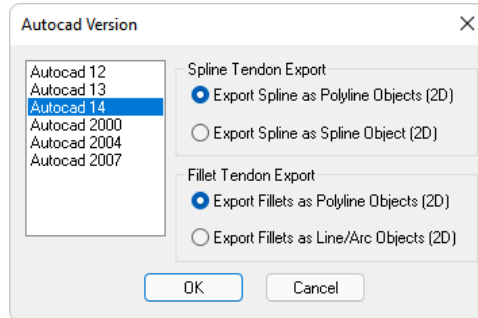 Autocad Version
Autocad 12
Autocad 13
Autocad 14
Autocad 2000
Autocad 2004
Autocad 2007
Spline Tendon Export
Export Spline as Polyline Objects (2D)
Export Spline as Spline Object (2D)
Fillet Tendon Export
Export Fillets as Polyline Objects (2D)
Export Fillets as Line/Arc Objects (2D)
OK
Cancel